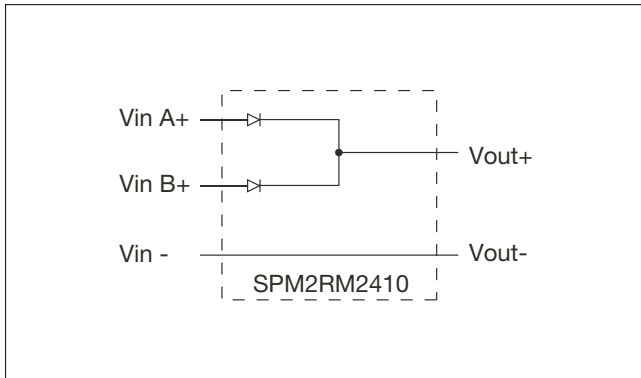 Vin A+
Vout+
Vin B+
Vin -
Vout-
SPM2RM2410